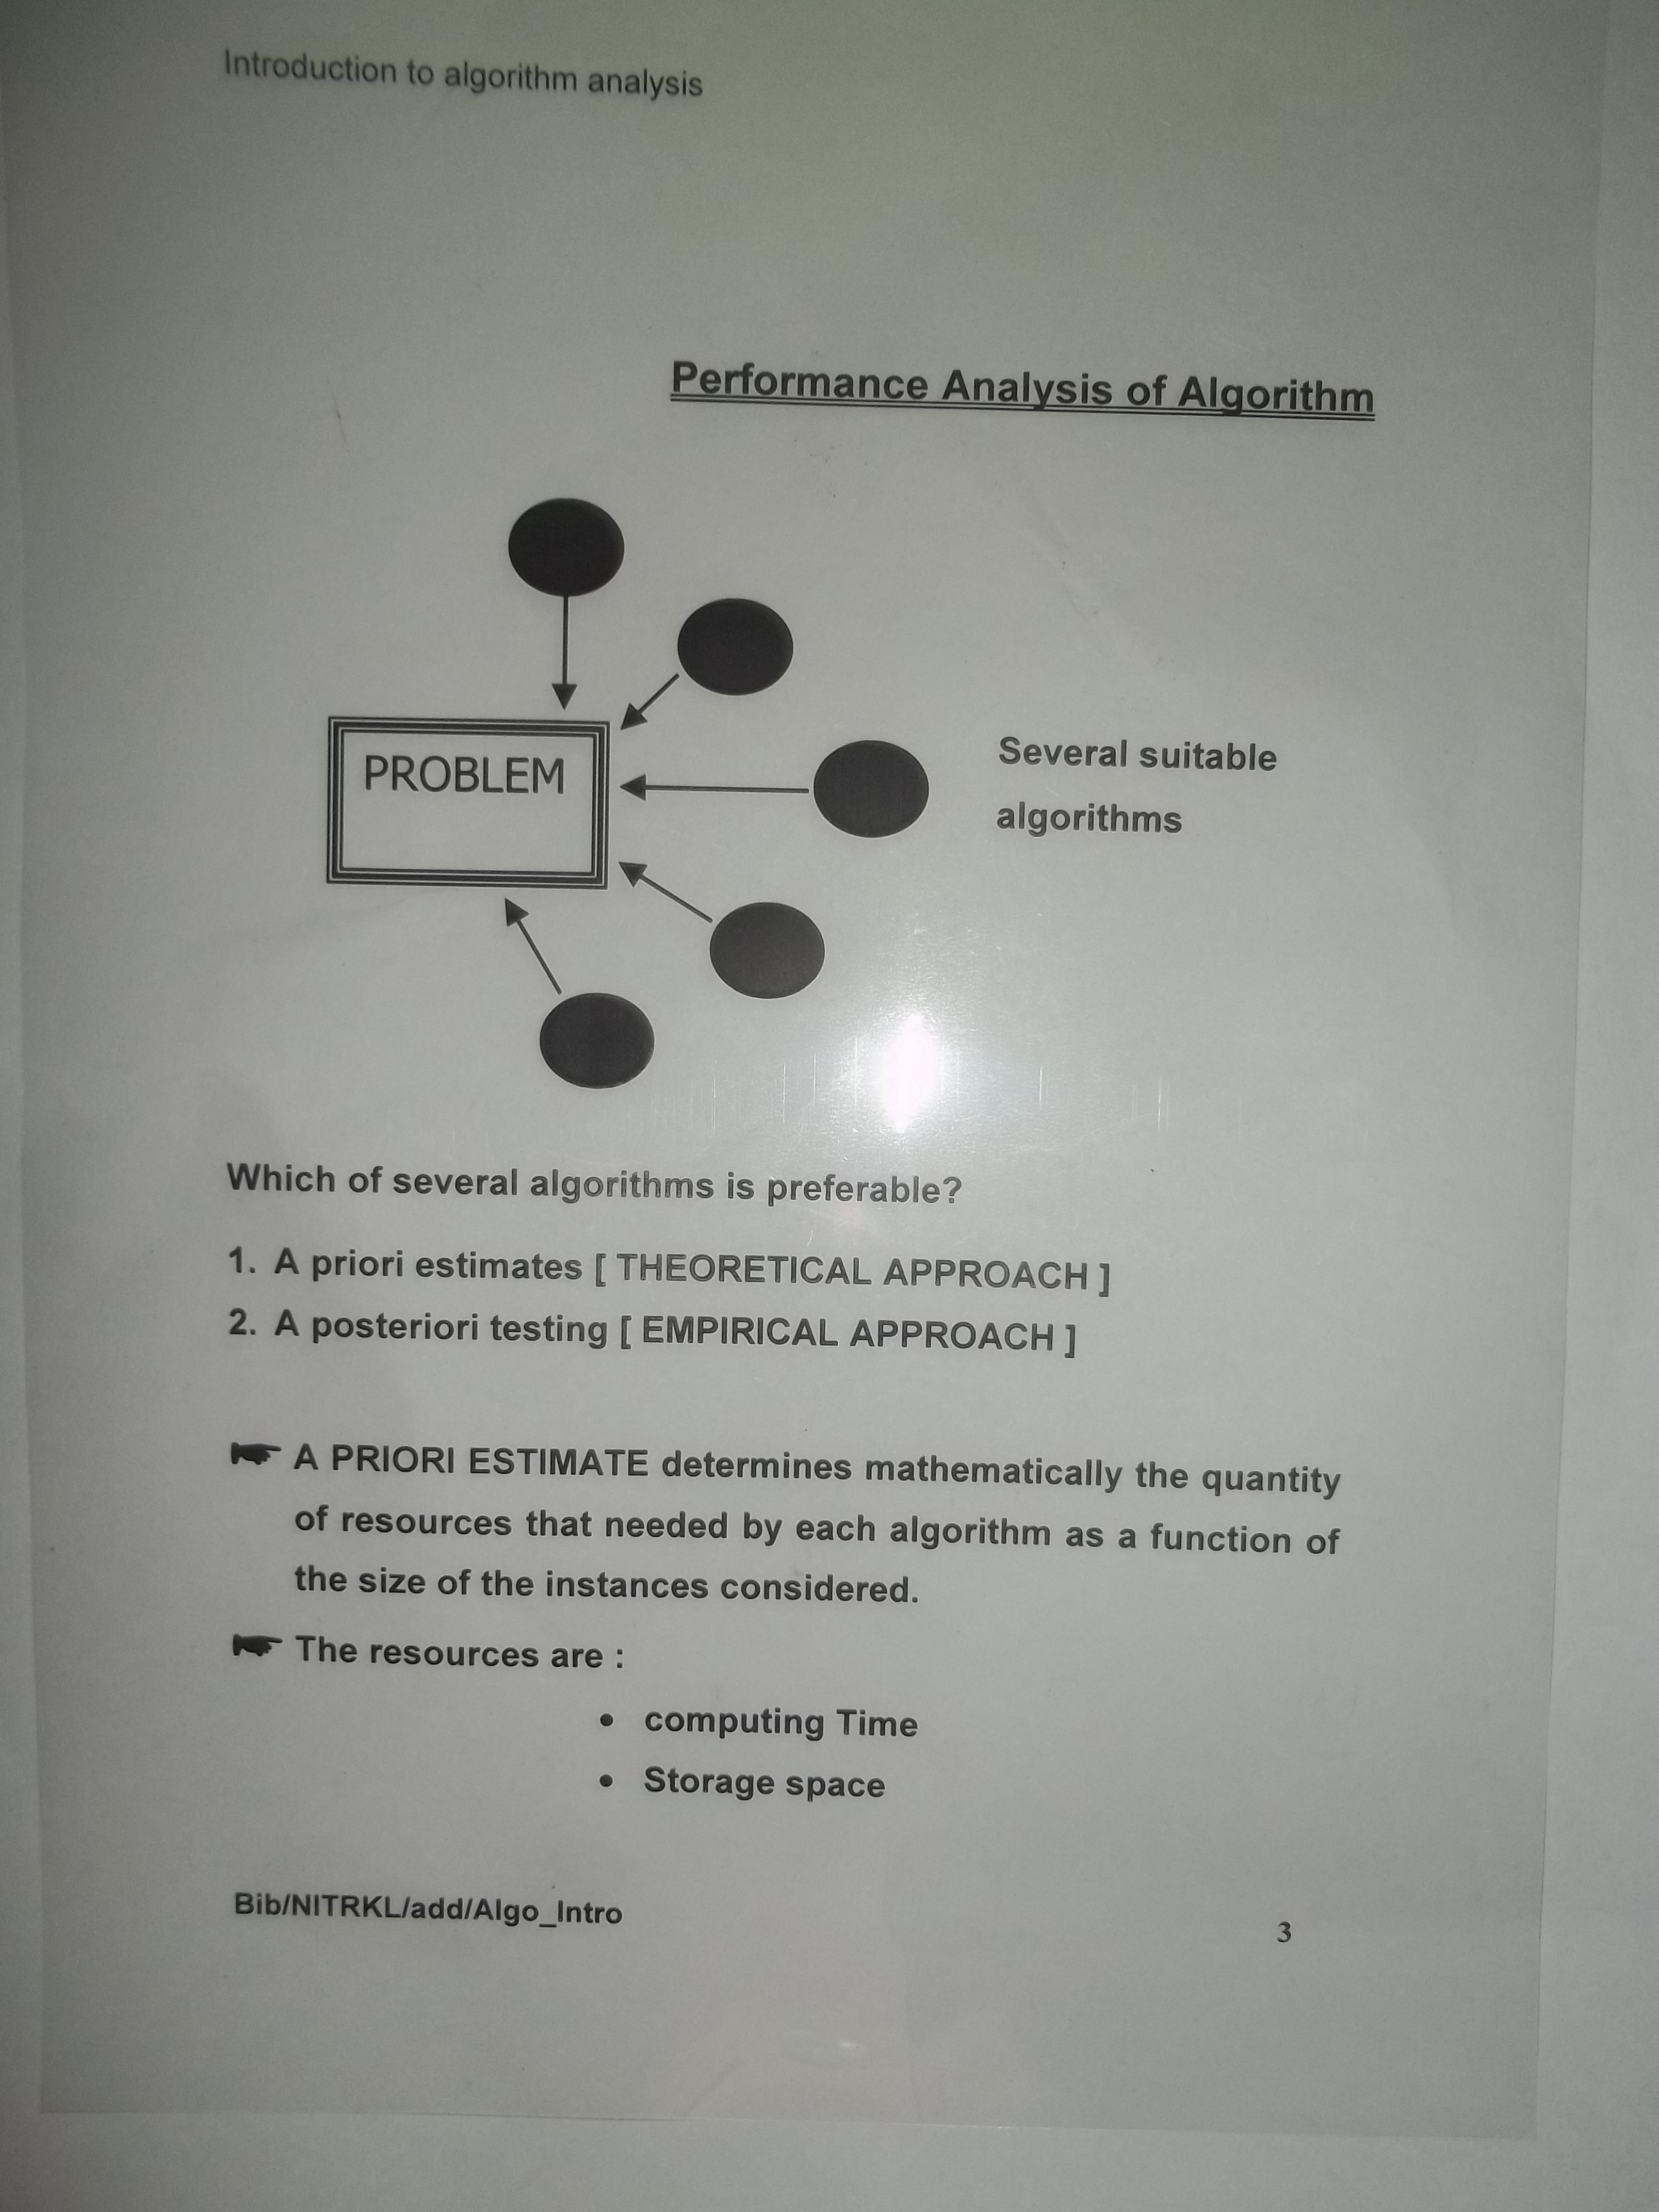 Introduction to algorithm analysis
Performance Analysis of Algorithm
PROBLEM
Several suitable
algorithms
Which of several algorithms is preferable?
1. A priori estimates [ THEORETICAL APPROACH ]
2. A posteriori testing [ EMPIRICAL APPROACH ]
☛ A PRIORI ESTIMATE determines mathematically the quantity
of resources that needed by each algorithm as a function of
the size of the instances considered.
☛ The resources are :
• computing Time
• Storage space
Bib/NITRKL/add/Algo_Intro
3